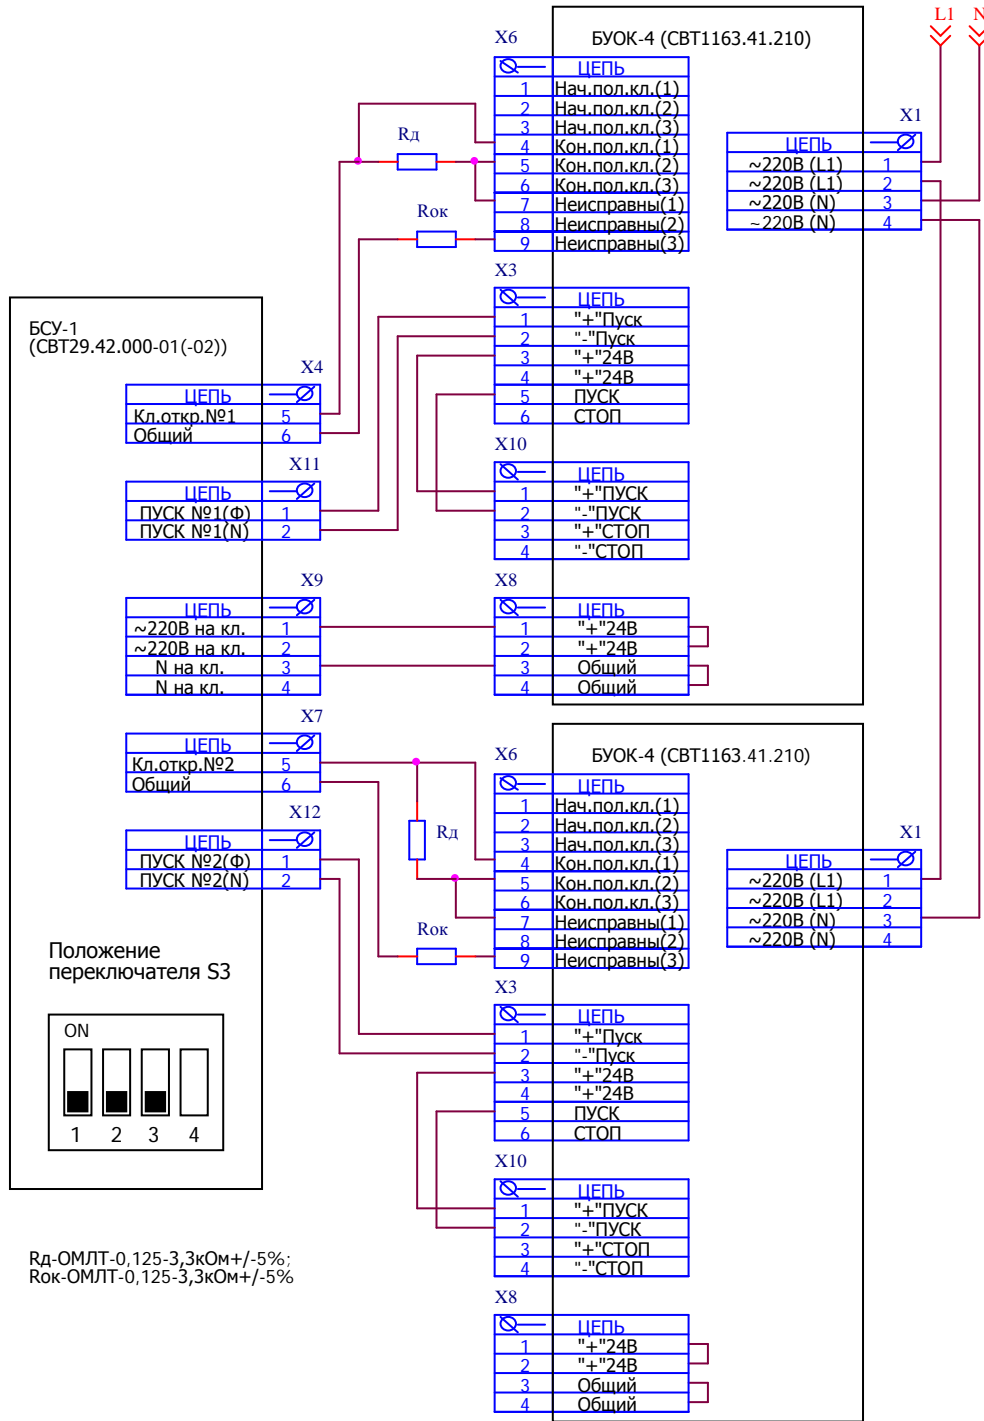 L1 N
БУОК-4 (СВТ1163.41.210)
X6
ЦЕПЬ
1 Нач.пол.кл.(1)
2 Нач.пол.кл.(2)
3 Нач.пол.кл.(3)
4 Кон.пол.кл.(1)
5 Кон.пол.кл.(2)
6 Кон.пол.кл.(3)
7 Неисправны(1)
8 Неисправны(2)
9 Неисправны(3)
Rд
Rок
X1
ЦЕПЬ
~220В (L1) 1
~220В (L1) 2
~220В (N) 3
~220В (N) 4
X3
ЦЕПЬ
1 "+"Пуск
2 "-"Пуск
3 "+"24В
4 "+"24В
5 ПУСК
6 СТОП
X10
ЦЕПЬ
1 "+"ПУСК
2 "-"ПУСК
3 "+"СТОП
4 "-"СТОП
X8
ЦЕПЬ
1 "+"24В
2 "+"24В
3 Общий
4 Общий
БСУ-1
(СВТ29.42.000-01(-02))
X4
ЦЕПЬ
Кл.откр.№1 5
Общий 6
X11
ЦЕПЬ
ПУСК №1(Ф) 1
ПУСК №1(N) 2
X9
ЦЕПЬ
~220В на кл. 1
~220В на кл. 2
N на кл. 3
N на кл. 4
X7
ЦЕПЬ
Кл.откр.№2 5
Общий 6
X12
ЦЕПЬ
ПУСК №2(Ф) 1
ПУСК №2(N) 2
Положение
переключателя S3
ON
1 2 3 4
БУОК-4 (СВТ1163.41.210)
X6
ЦЕПЬ
1 Нач.пол.кл.(1)
2 Нач.пол.кл.(2)
3 Нач.пол.кл.(3)
4 Кон.пол.кл.(1)
5 Кон.пол.кл.(2)
6 Кон.пол.кл.(3)
7 Неисправны(1)
8 Неисправны(2)
9 Неисправны(3)
Rд
Rок
X1
ЦЕПЬ
~220В (L1) 1
~220В (L1) 2
~220В (N) 3
~220В (N) 4
X3
ЦЕПЬ
1 "+"Пуск
2 "-"Пуск
3 "+"24В
4 "+"24В
5 ПУСК
6 СТОП
X10
ЦЕПЬ
1 "+"ПУСК
2 "-"ПУСК
3 "+"СТОП
4 "-"СТОП
X8
ЦЕПЬ
1 "+"24В
2 "+"24В
3 Общий
4 Общий
Rд-ОМЛТ-0,125-3,3кОм+/-5%;
Rок-ОМЛТ-0,125-3,3кОм+/-5%